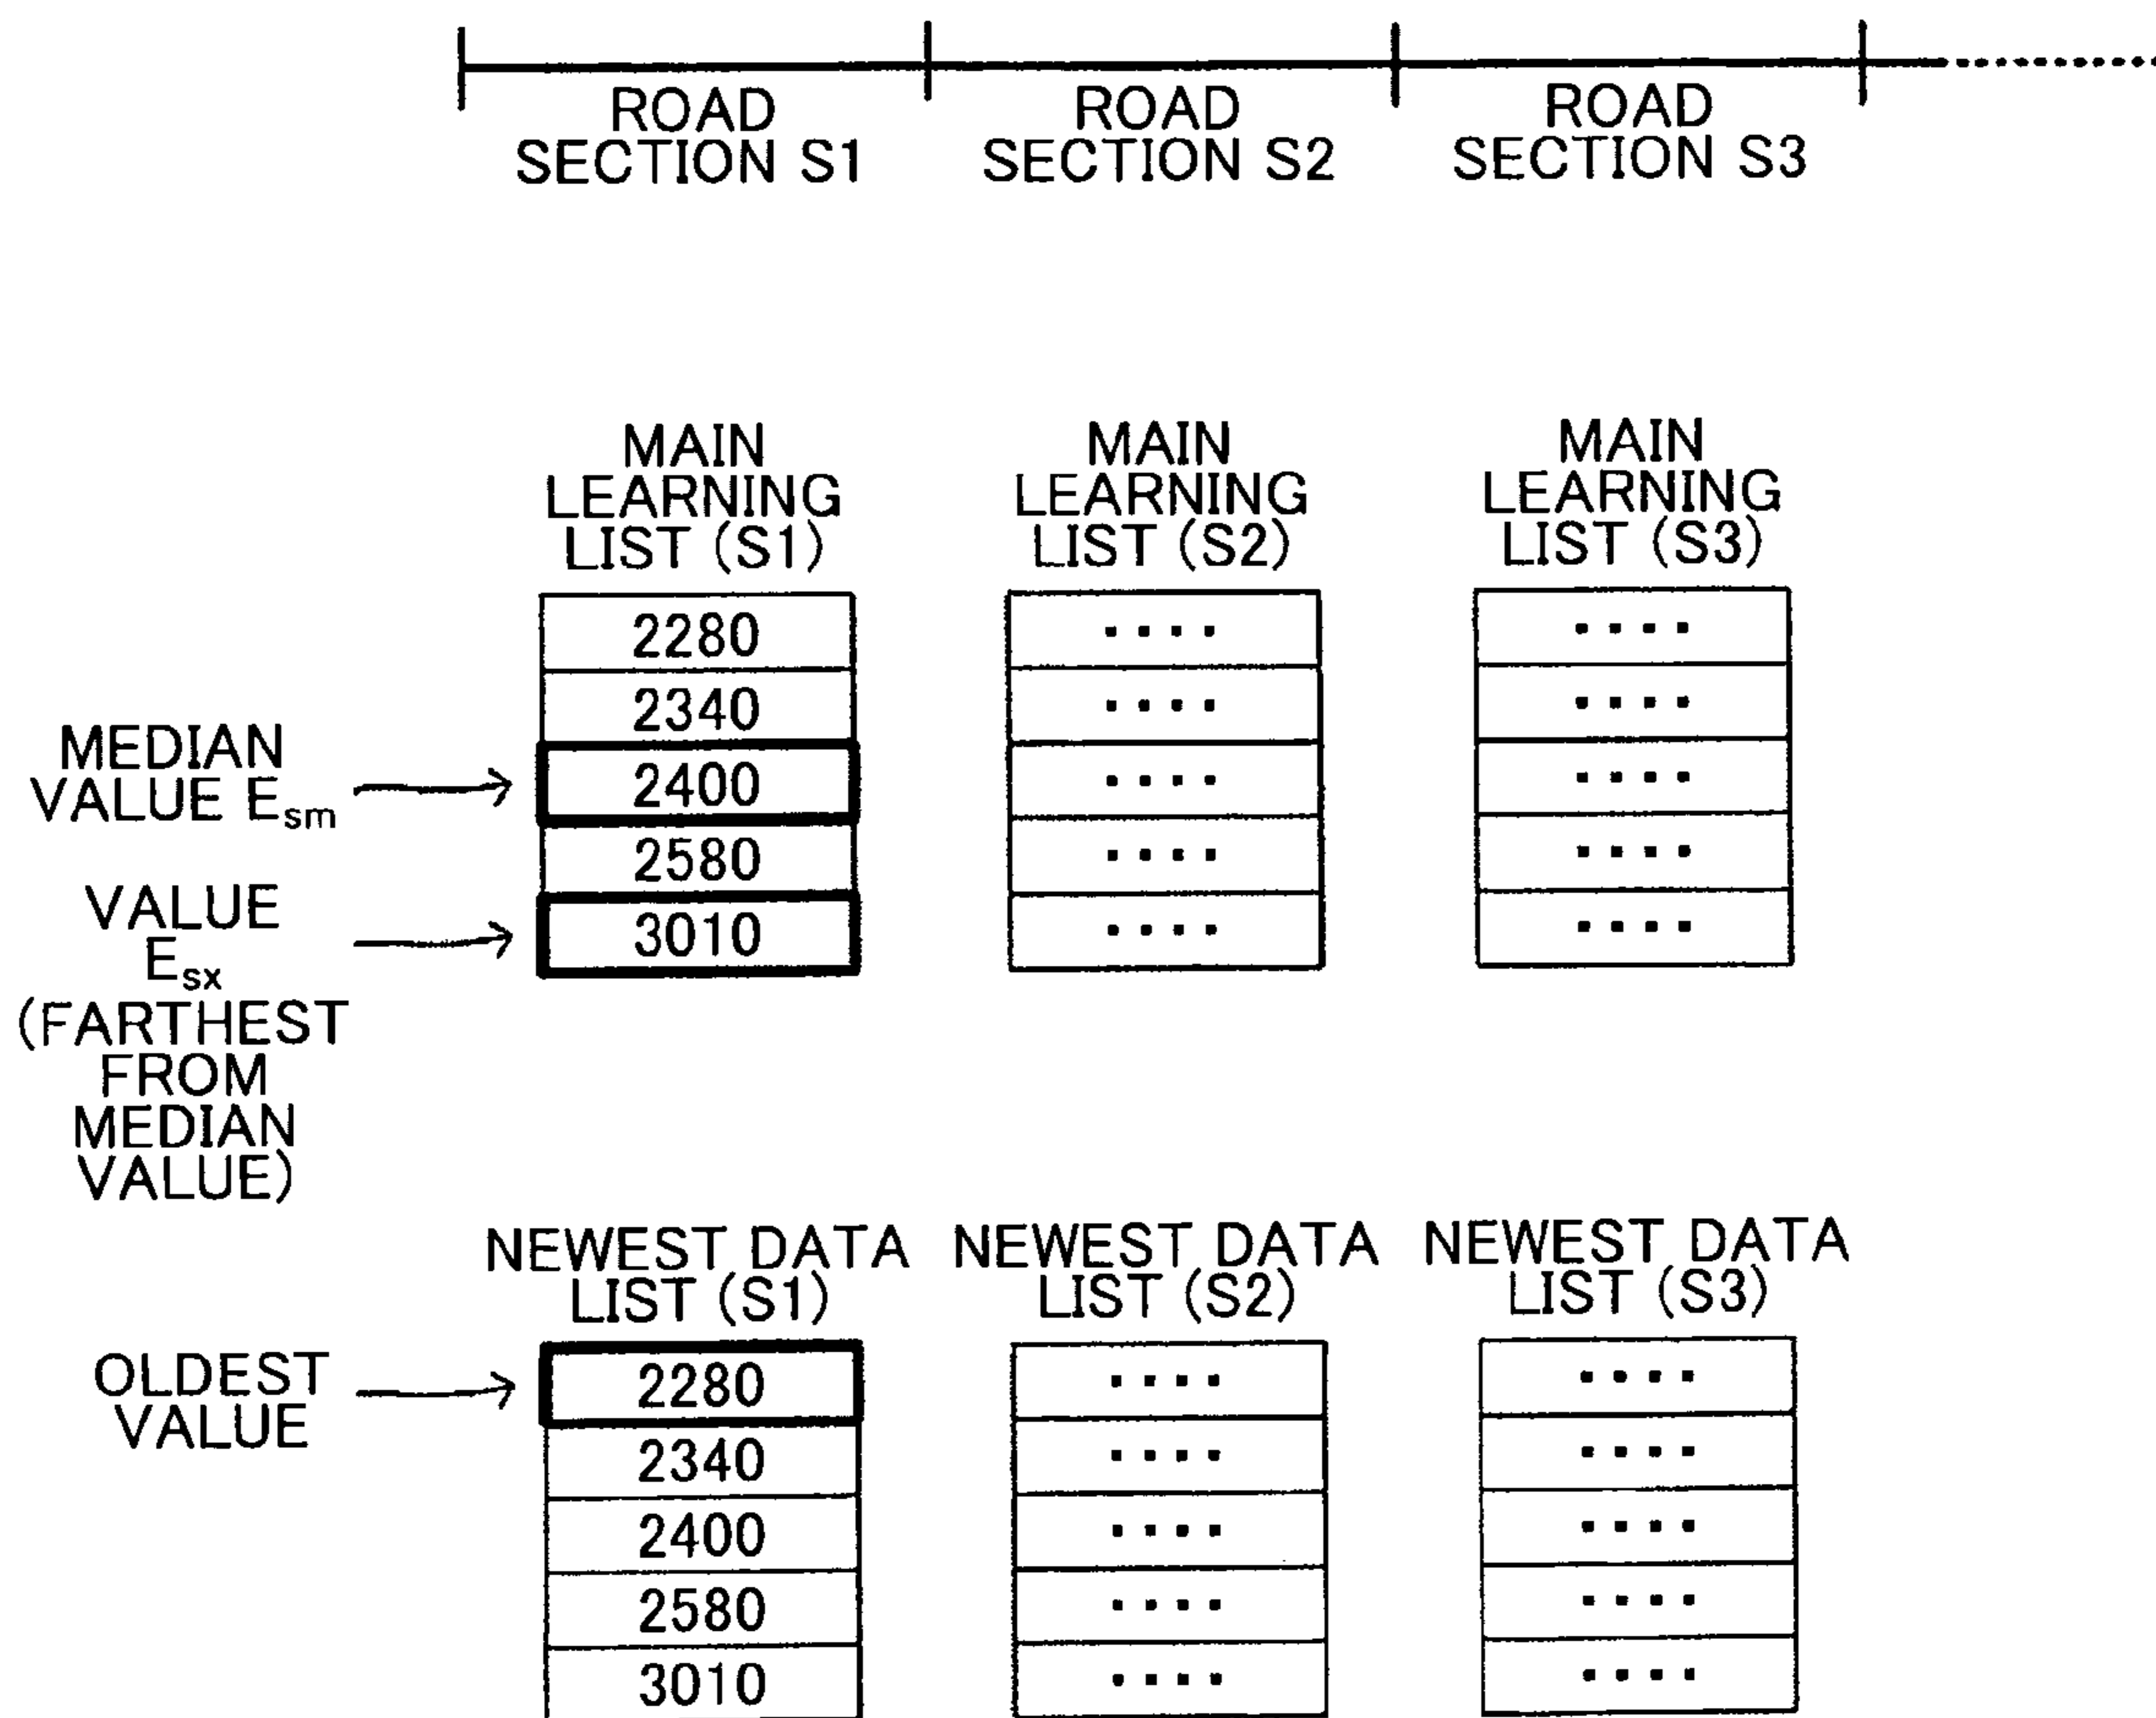 ROAD
SECTION S1
ROAD
SECTION S2
ROAD
SECTION S3
MAIN
LEARNING
LIST (S1)
MAIN
LEARNING
LIST (S2)
MAIN
LEARNING
LIST (S3)
MEDIAN
VALUE Esm
VALUE
Esx
(FARTHEST
FROM
MEDIAN
VALUE)
2280
2340
2400
2580
3010
....
....
....
....
....
....
....
....
....
....
NEWEST DATA
LIST (S1)
NEWEST DATA
LIST (S2)
NEWEST DATA
LIST (S3)
OLDEST
VALUE
2280
2340
2400
2580
3010
....
....
....
....
....
....
....
....
....
....